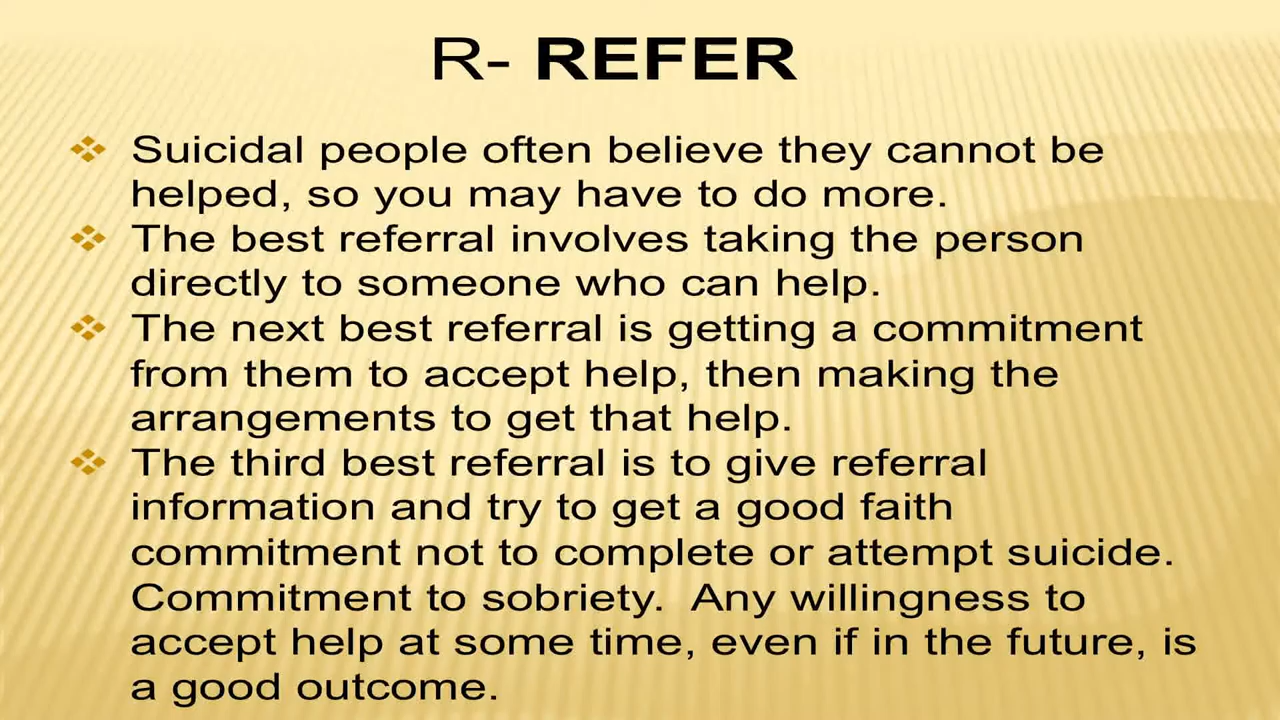 R- REFER
Suicidal people often believe they cannot be
helped, so you may have to do more.
The best referral involves taking the person
directly to someone who can help.
The next best referral is getting a commitment
from them to accept help, then making the
arrangements to get that help.
The third best referral is to give referral
information and try to get a good faith
commitment not to complete or attempt suicide.
Commitment to sobriety.  Any willingness to
accept help at some time, even if in the future, is
a good outcome.